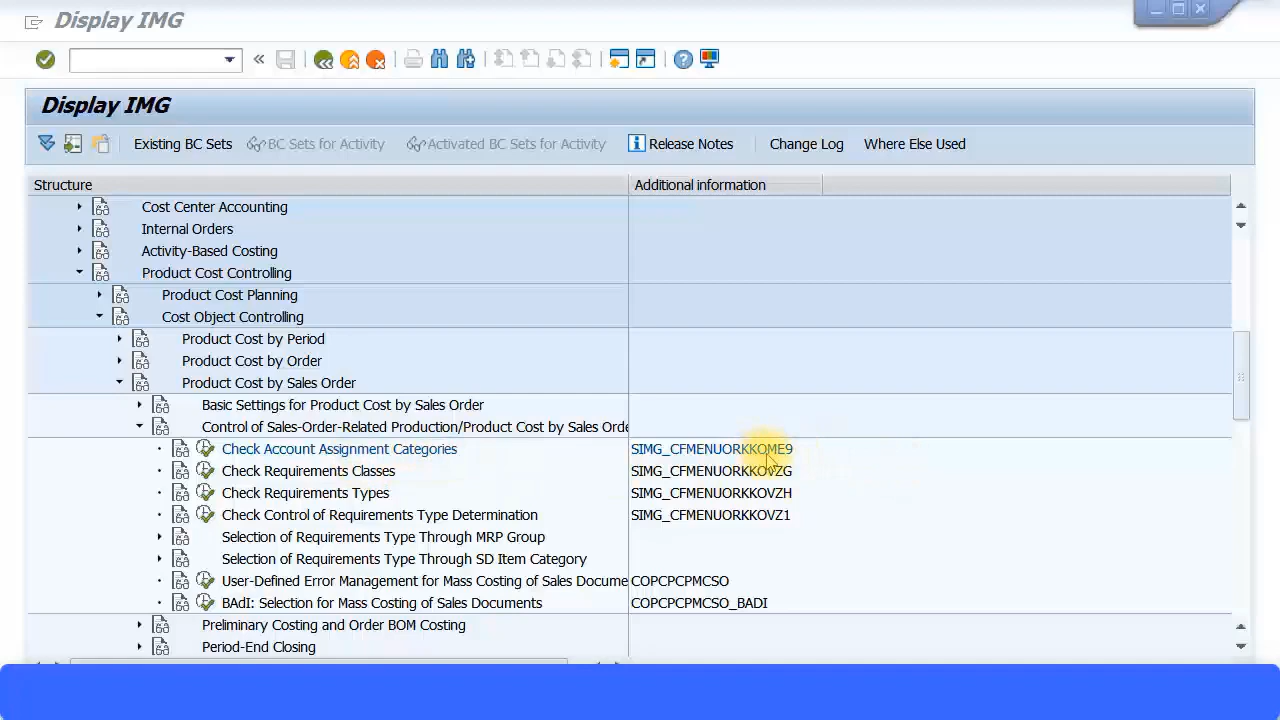 Display IMG
Display IMG
Existing BC Sets BC Sets for Activity Activated BC Sets for Activity Release Notes Change Log Where Else Used
Structure Additional information
Cost Center Accounting
Internal Orders
Activity-Based Costing
Product Cost Controlling
Product Cost Planning
Cost Object Controlling
Product Cost by Period
Product Cost by Order
Product Cost by Sales Order
Basic Settings for Product Cost by Sales Order
Control of Sales-Order-Related Production/Product Cost by Sales Orde
Check Account Assignment Categories SIMG_CFMENUORKKOME9
Check Requirements Classes SIMG_CFMENUORKKOVZG
Check Requirements Types SIMG_CFMENUORKKOVZH
Check Control of Requirements Type Determination SIMG_CFMENUORKKOVZ1
Selection of Requirements Type Through MRP Group
Selection of Requirements Type Through SD Item Category
User-Defined Error Management for Mass Costing of Sales Docume COPCPCPMCSO
BAdI: Selection for Mass Costing of Sales Documents COPCPCPMCSO_BADI
Preliminary Costing and Order BOM Costing
Period-End Closing